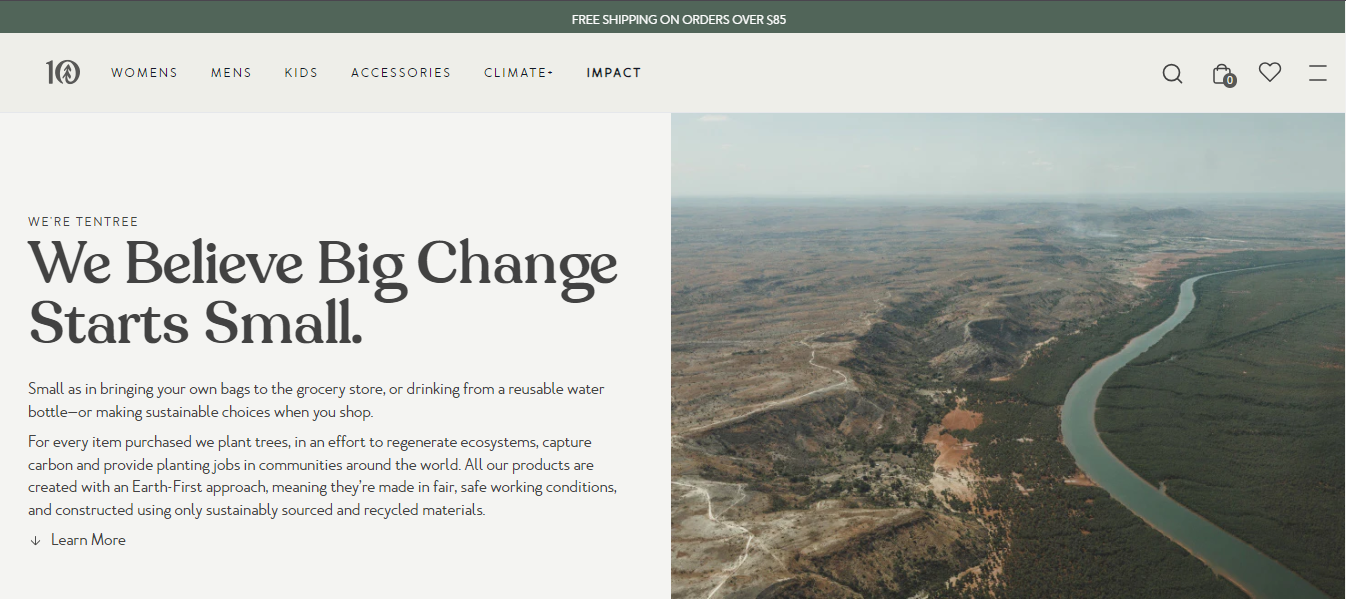 FREE SHIPPING ON ORDERS OVER $85
10
WOMENS
MENS
KIDS
ACCESSORIES
CLIMATE+
IMPACT
0
WE'RE TENTREE
We Believe Big Change
Starts Small.
Small as in bringing your own bags to the grocery store, or drinking from a reusable water
bottle—or making sustainable choices when you shop.
For every item purchased we plant trees, in an effort to regenerate ecosystems, capture
carbon and provide planting jobs in communities around the world. All our products are
created with an Earth-First approach, meaning they're made in fair, safe working conditions,
and constructed using only sustainably sourced and recycled materials.
↓ Learn More